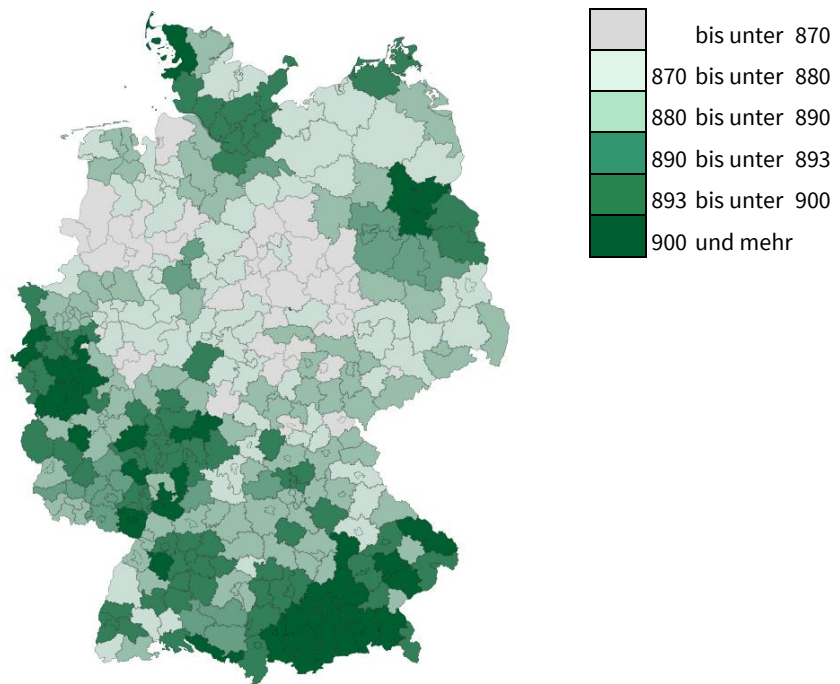 bis unter 870
870 bis unter 880
880 bis unter 890
890 bis unter 893
893 bis unter 900
900 und mehr